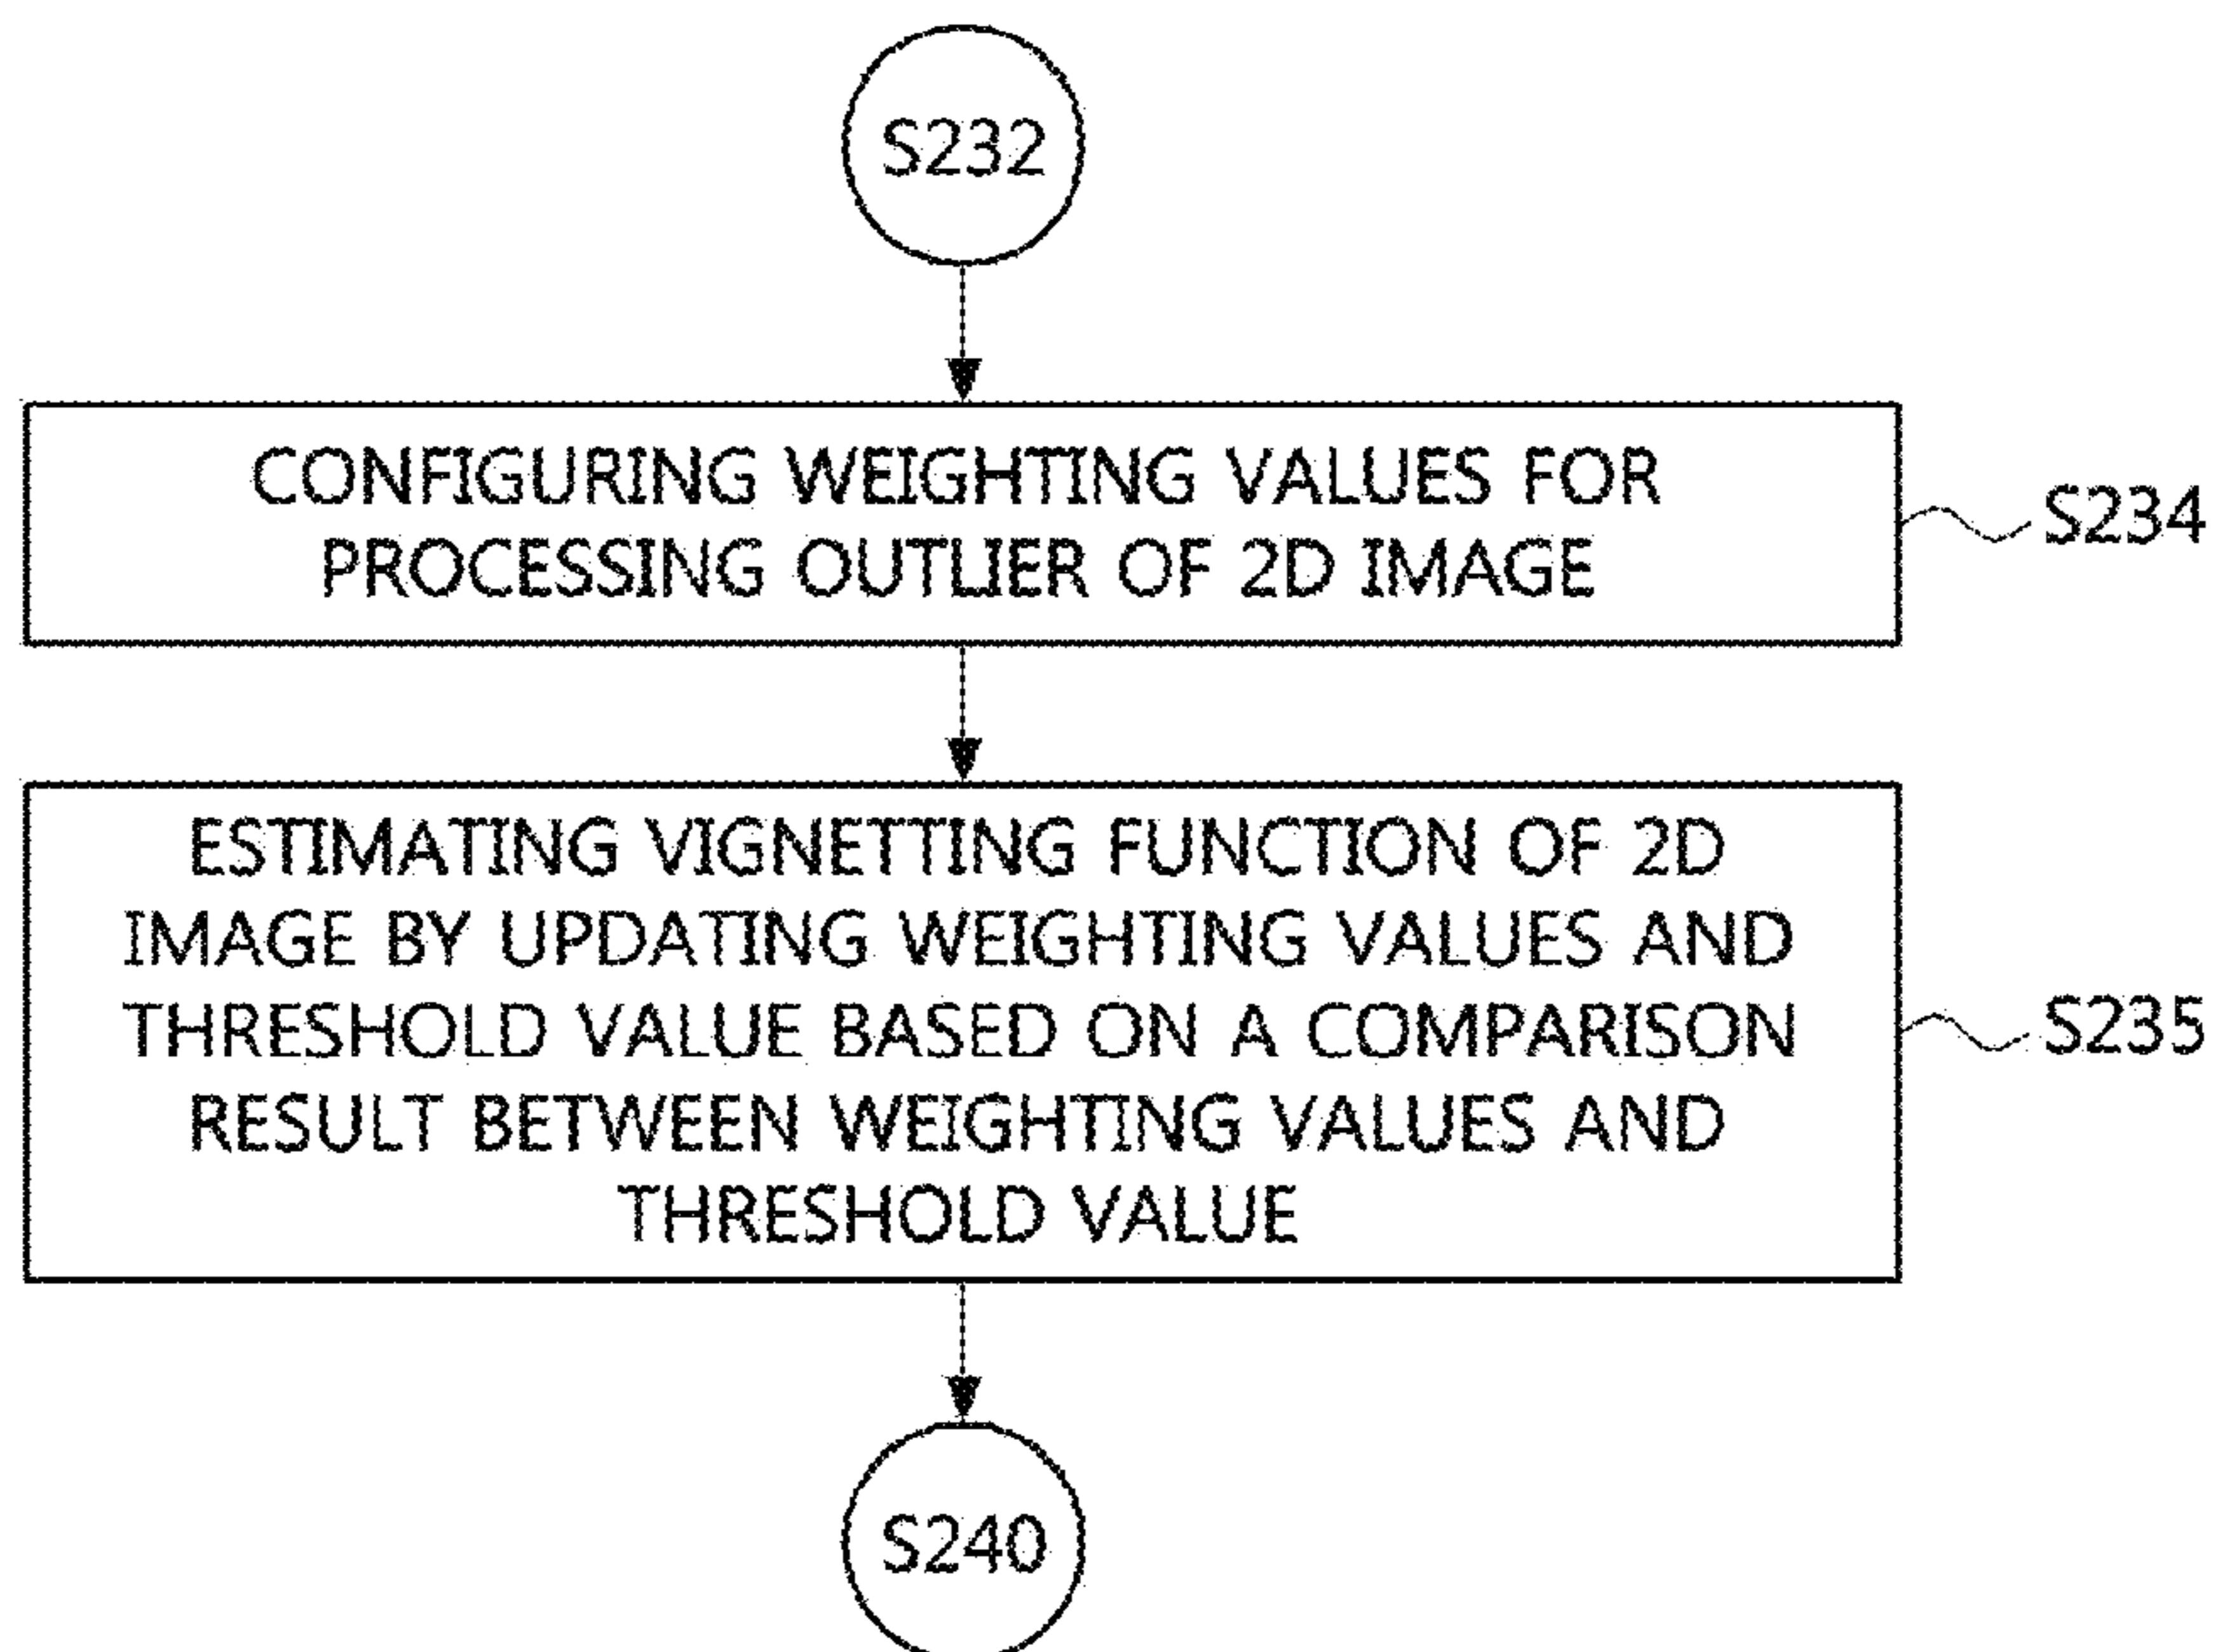 S232
CONFIGURING WEIGHTING VALUES FOR
PROCESSING OUTLIER OF 2D IMAGE
S234
ESTIMATING VIGNETTING FUNCTION OF 2D
IMAGE BY UPDATING WEIGHTING VALUES AND
THRESHOLD VALUE BASED ON A COMPARISON
RESULT BETWEEN WEIGHTING VALUES AND
THRESHOLD VALUE
S235
S240